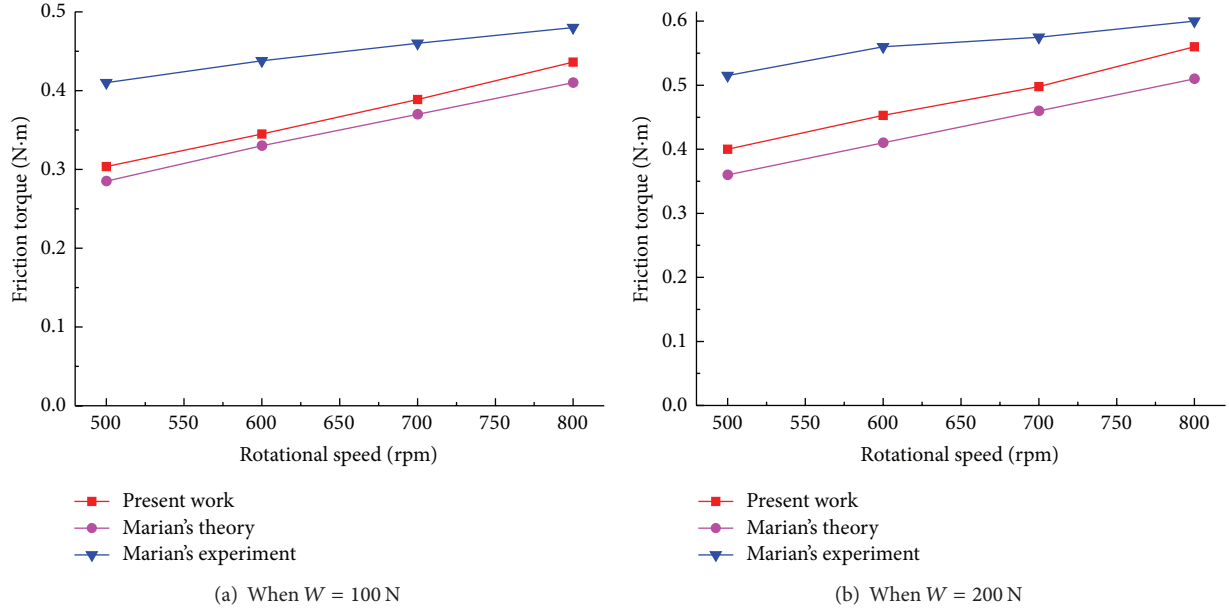 0.5
0.4
0.3
0.2
0.1
0.0
Friction torque (N·m)
500 550 600 650 700 750 800
Rotational speed (rpm)
Present work
Marian's theory
Marian's experiment
(a) When W = 100 N
0.6
0.5
0.4
0.3
0.2
0.1
0.0
Friction torque (N·m)
500 550 600 650 700 750 800
Rotational speed (rpm)
Present work
Marian's theory
Marian's experiment
(b) When W = 200 N